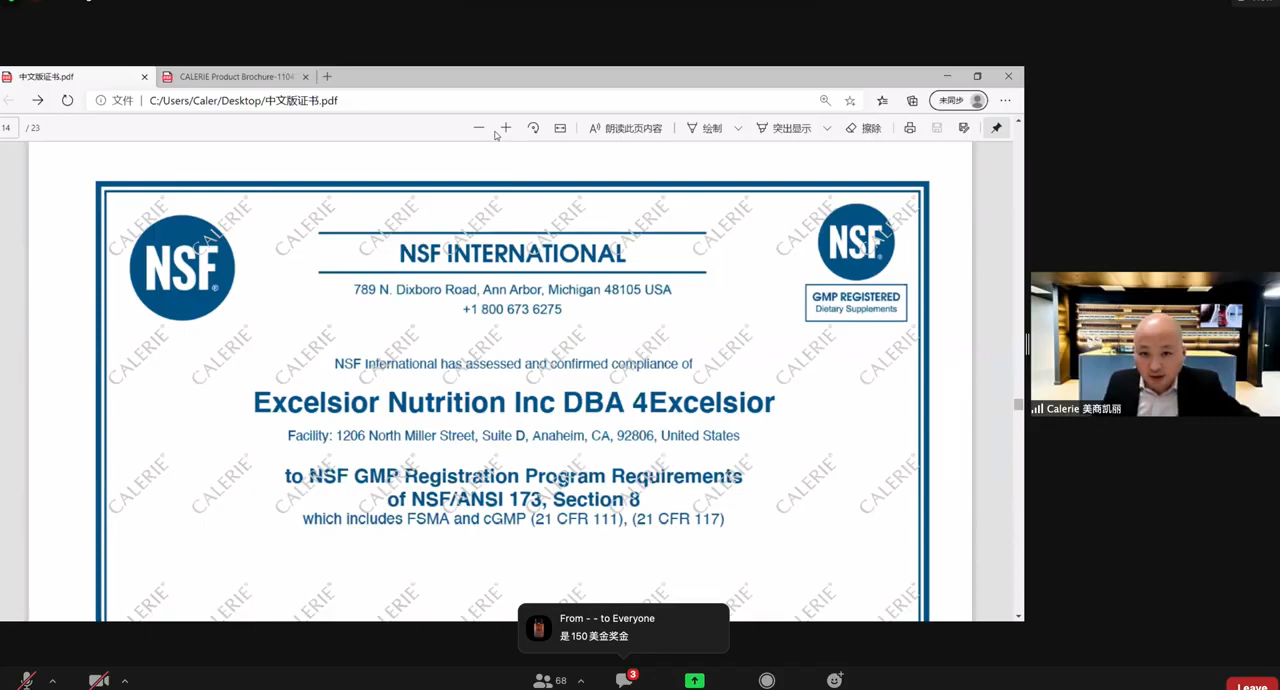 中文版证书.pdf
CALERIE Product Brochure-1104
文件
C:/Users/Caler/Desktop/中文版证书.pdf
未同步
14 / 23
朗读此页内容
绘制
突出显示
擦除
NSF®
NSF INTERNATIONAL
789 N. Dixboro Road, Ann Arbor, Michigan 48105 USA
+1 800 673 6275
NSF®
GMP REGISTERED
Dietary Supplements
NSF International has assessed and confirmed compliance of
Excelsior Nutrition Inc DBA 4Excelsior
Facility: 1206 North Miller Street, Suite D, Anaheim, CA, 92806, United States
to NSF GMP Registration Program Requirements
of NSF/ANSI 173, Section 8
which includes FSMA and cGMP (21 CFR 111), (21 CFR 117)
CALERIE®
Calerie 美商凯丽
From - - to Everyone
是150美金奖金
68
3
Leave